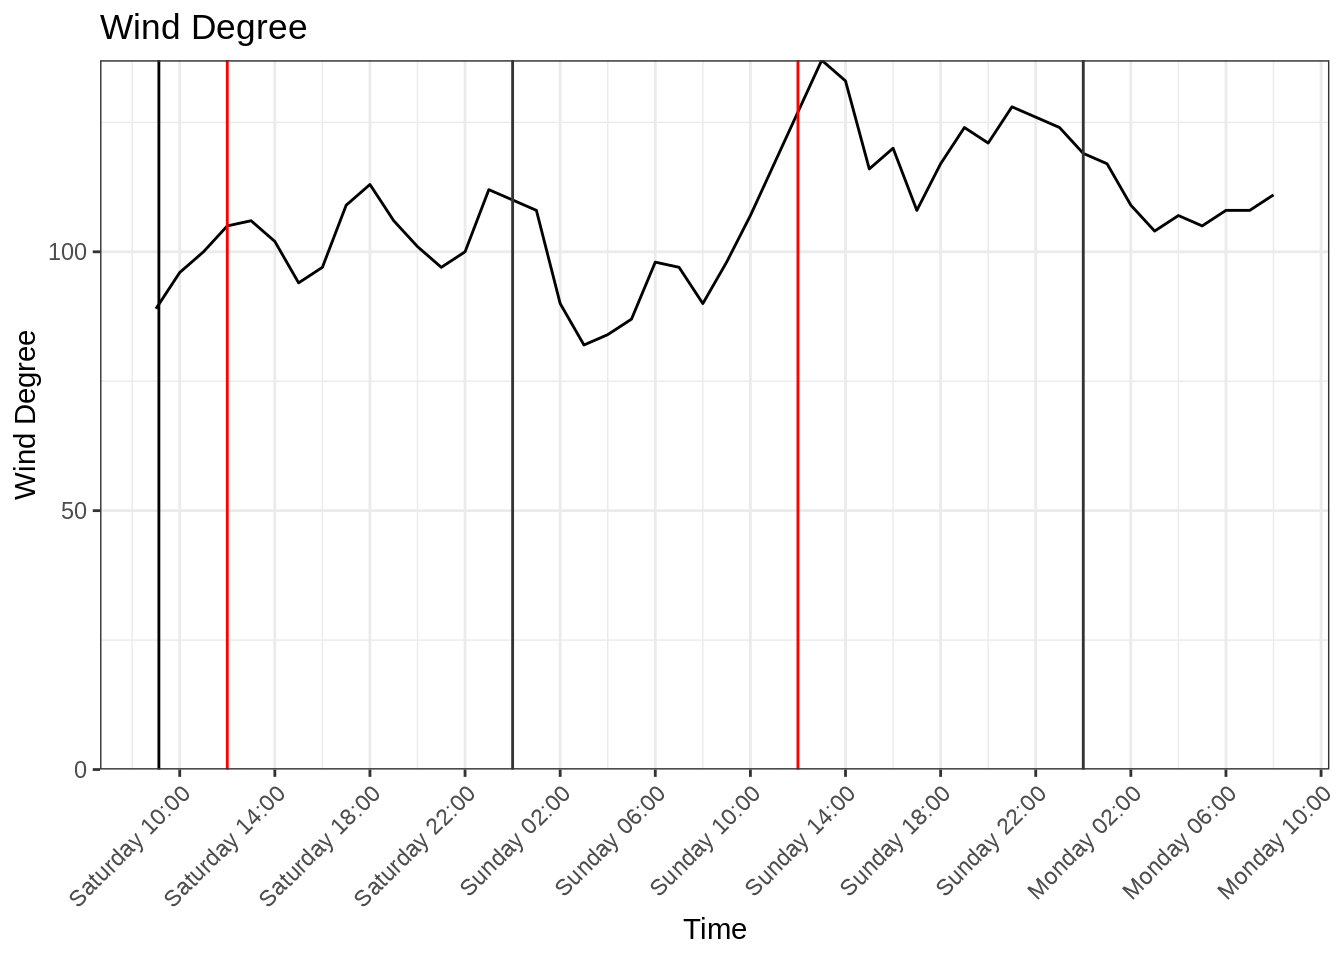 Wind Degree
Wind Degree
100
50
0
Saturday 10:00
Saturday 14:00
Saturday 18:00
Saturday 22:00
Sunday 02:00
Sunday 06:00
Sunday 10:00
Sunday 14:00
Sunday 18:00
Sunday 22:00
Monday 02:00
Monday 06:00
Monday 10:00
Time